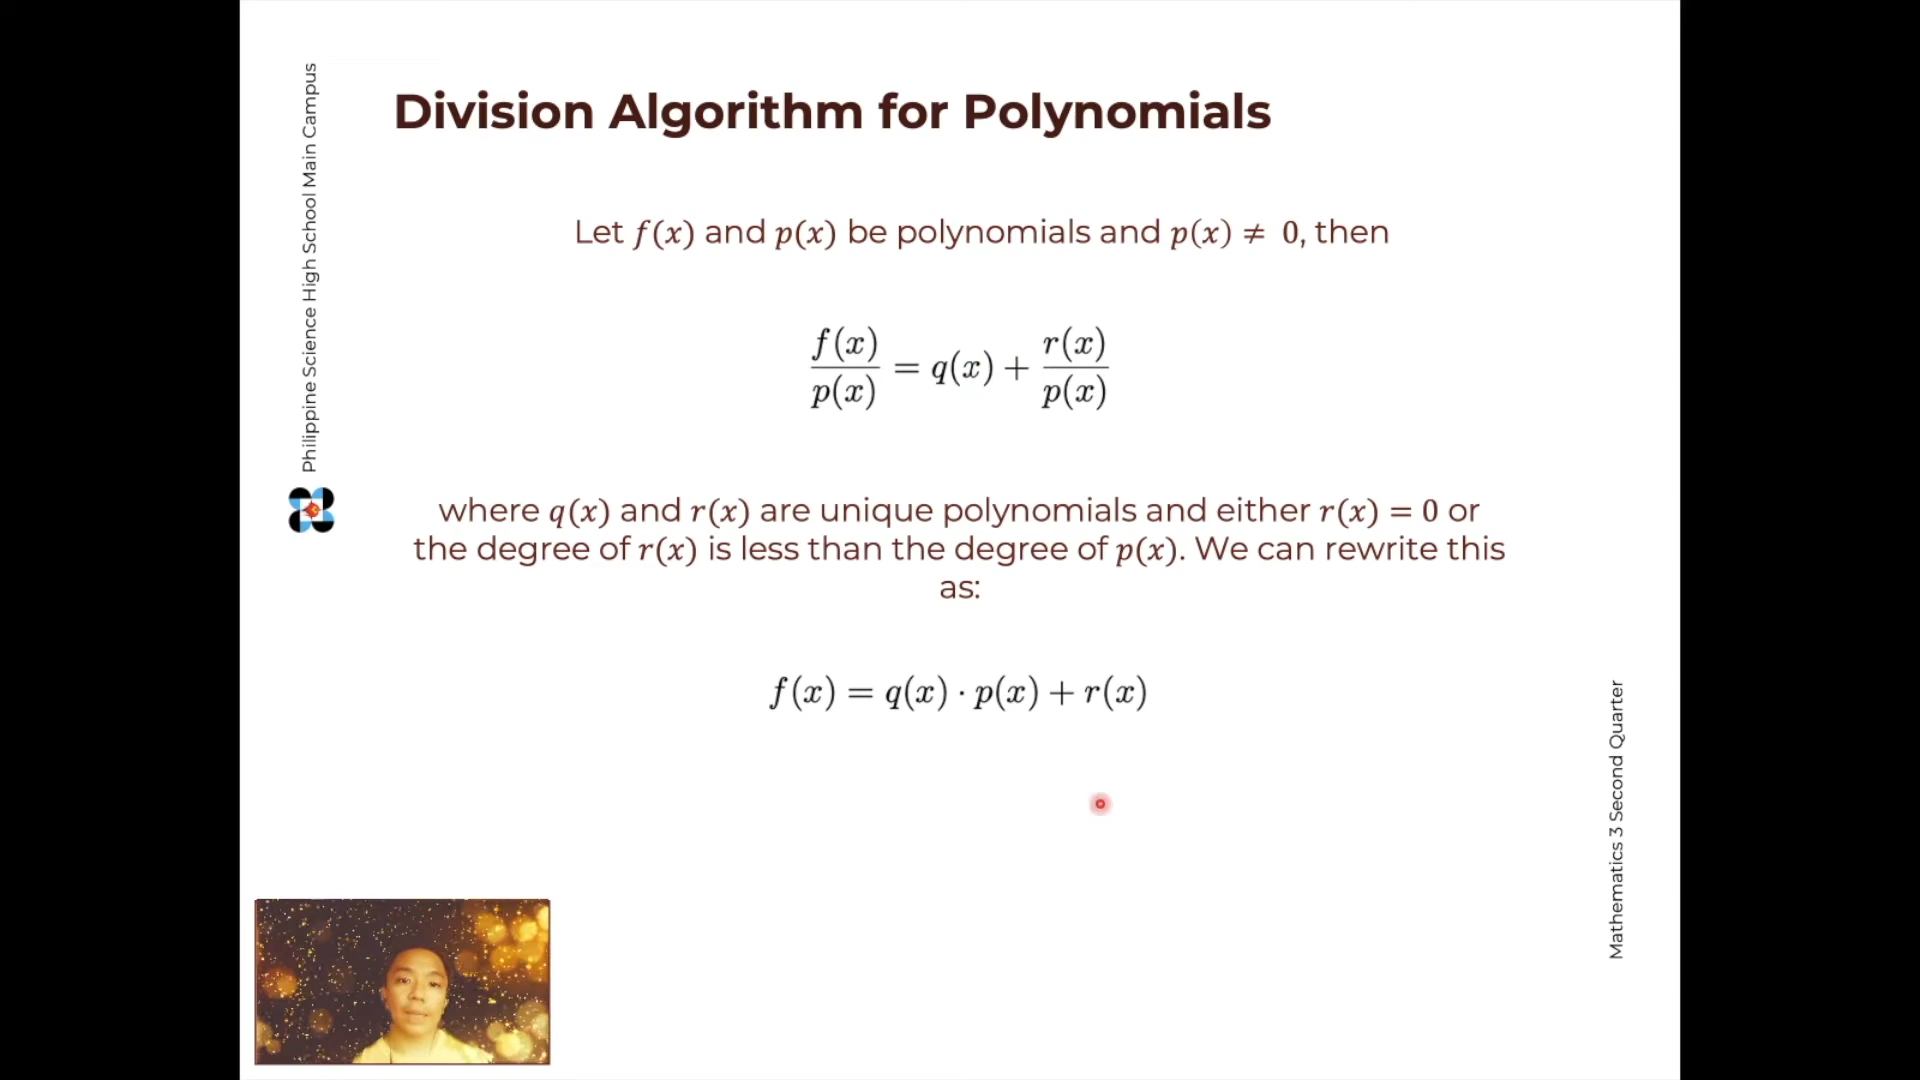 Philippine Science High School Main Campus
Division Algorithm for Polynomials
Let f(x) and p(x) be polynomials and p(x) ≠ 0, then
f(x)/p(x) = q(x) + r(x)/p(x)
where q(x) and r(x) are unique polynomials and either r(x) = 0 or
the degree of r(x) is less than the degree of p(x). We can rewrite this
as:
f(x) = q(x) · p(x) + r(x)
Mathematics 3 Second Quarter